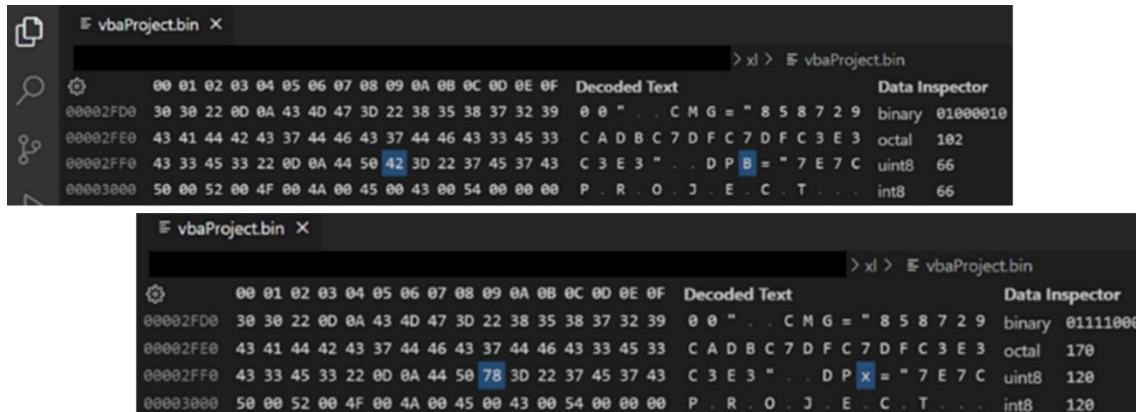 vbaProject.bin ×
> xl > vbaProject.bin
00 01 02 03 04 05 06 07 08 09 0A 0B 0C 0D 0E 0F Decoded Text Data Inspector
00002FD0 30 30 22 0D 0A 43 4D 47 3D 22 38 35 38 37 32 39 0 0 " . . C M G = " 8 5 8 7 2 9 binary 01000010
00002FE0 43 41 44 42 43 37 44 46 43 37 44 46 43 33 45 33 C A D B C 7 D F C 7 D F C 3 E 3 octal 102
00002FF0 43 33 45 33 22 0D 0A 44 50 42 3D 22 37 45 37 43 C 3 E 3 " . . D P B = " 7 E 7 C uint8 66
00003000 50 00 52 00 4F 00 4A 00 45 00 43 00 54 00 00 00 P . R . O . J . E . C . T . . . int8 66
vbaProject.bin ×
> xl > vbaProject.bin
00 01 02 03 04 05 06 07 08 09 0A 0B 0C 0D 0E 0F Decoded Text Data Inspector
00002FD0 30 30 22 0D 0A 43 4D 47 3D 22 38 35 38 37 32 39 0 0 " . . C M G = " 8 5 8 7 2 9 binary 01111000
00002FE0 43 41 44 42 43 37 44 46 43 37 44 46 43 33 45 33 C A D B C 7 D F C 7 D F C 3 E 3 octal 170
00002FF0 43 33 45 33 22 0D 0A 44 50 78 3D 22 37 45 37 43 C 3 E 3 " . . D P x = " 7 E 7 C uint8 120
00003000 50 00 52 00 4F 00 4A 00 45 00 43 00 54 00 00 00 P . R . O . J . E . C . T . . . int8 120